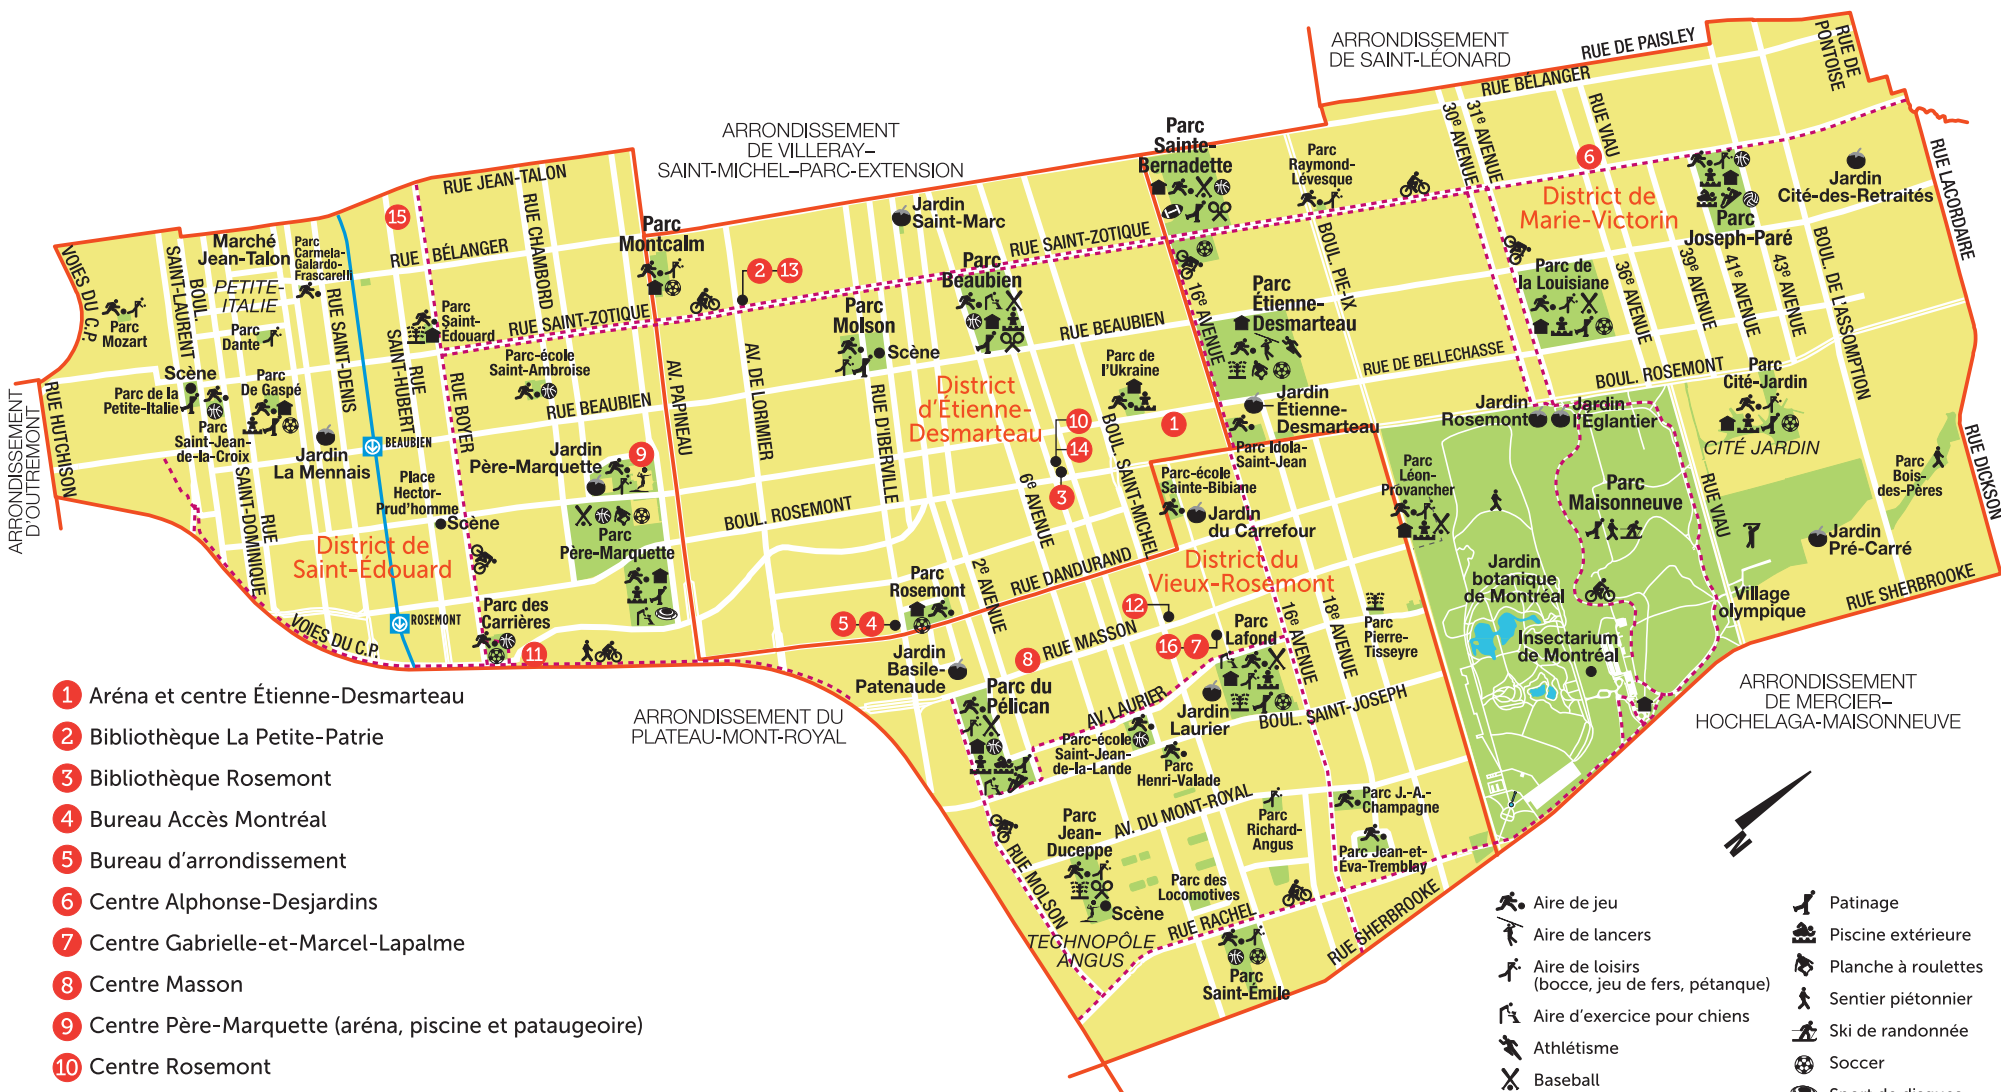 ARRONDISSEMENT
DE SAINT-LÉONARD
RUE DE PAISLEY
RUE DE
PONTOISE
RUE BÉLANGER
30e AVENUE
31e AVENUE
RUE VIAU
6
ARRONDISSEMENT
DE VILLERAY–
SAINT-MICHEL–PARC-EXTENSION
Parc
Sainte-
Bernadette
Parc
Raymond-
Lévesque
District de
Marie-Victorin
Parc
Joseph-Paré
Jardin
Cité-des-Retraités
RUE LACORDAIRE
RUE JEAN-TALON
15
RUE CHAMBORD
Parc
Montcalm
Jardin
Saint-Marc
RUE SAINT-ZOTIQUE
BOUL. PIE-IX
VOIES DU C.P.
SAINT-LAURENT
BOUL.
Marché
Jean-Talon
PETITE-
ITALIE
Parc
Carmela-
Galardo-
Frascarelli
RUE BÉLANGER
2
13
Parc
Beaubien
16e AVENUE
Parc
Étienne-
Desmarteau
Parc de
la Louisiane
36e AVENUE
39e AVENUE
41e AVENUE
43e AVENUE
BOUL. DE L'ASSOMPTION
Parc
Mozart
Parc
Dante
RUE SAINT-DENIS
SAINT-HUBERT
RUE
Parc
Saint-
Édouard
RUE SAINT-ZOTIQUE
Parc
Molson
Scène
RUE BEAUBIEN
RUE DE BELLECHASSE
BOUL. ROSEMONT
ARRONDISSEMENT
D'OUTREMONT
RUE HUTCHISON
Scène
Parc de la
Petite-Italie
Parc
De Gaspé
Parc
Saint-Jean-
de-la-Croix
Jardin
La Mennais
BEAUBIEN
RUE BOYER
Parc-école
Saint-Ambroise
RUE BEAUBIEN
AV. PAPINEAU
AV. DE LORIMIER
RUE D'IBERVILLE
District
d'Étienne-
Desmarteau
Parc de
l'Ukraine
10
14
3
1
BOUL. SAINT-MICHEL
Jardin
Étienne-
Desmarteau
Parc Idola-
Saint-Jean
Jardin
Rosemont
Jardin
l'Églantier
Parc
Cité-Jardin
CITÉ JARDIN
RUE DICKSON
Parc
Bois-
des-Pères
Jardin
Père-Marquette
9
Place
Hector-
Prud'homme
Scène
Parc
Père-Marquette
BOUL. ROSEMONT
6e AVENUE
Parc-école
Sainte-Bibiane
Jardin
du Carrefour
Parc
Léon-
Provancher
Parc
Maisonneuve
RUE VIAU
Jardin
Pré-Carré
RUE
SAINT-DOMINIQUE
District de
Saint-Édouard
ROSEMONT
VOIES DU C.P.
Parc des
Carrières
11
Parc
Rosemont
5
4
2e AVENUE
RUE DANDURAND
District du
Vieux-Rosemont
12
16
7
Parc
Lafond
16e AVENUE
18e AVENUE
Parc
Pierre-
Tisseyre
Jardin
botanique
de Montréal
Insectarium
de Montréal
Village
olympique
RUE SHERBROOKE
Jardin
Basile-
Patenaude
8
RUE MASSON
Parc du
Pélican
AV. LAURIER
Jardin
Laurier
BOUL. SAINT-JOSEPH
Parc-école
Saint-Jean-
de-la-Lande
Parc
Henri-Valade
ARRONDISSEMENT DU
PLATEAU-MONT-ROYAL
ARRONDISSEMENT
DE MERCIER–
HOCHELAGA-MAISONNEUVE
AV. DU MONT-ROYAL
Parc
Jean-
Duceppe
Scène
RUE MOLSON
TECHNOPÔLE
ANGUS
Parc des
Locomotives
Parc
Richard-
Angus
Parc J.-A.-
Champagne
Parc Jean-et-
Éva-Tremblay
RUE RACHEL
RUE SHERBROOKE
Parc
Saint-Émile
N
1 Aréna et centre Étienne-Desmarteau
2 Bibliothèque La Petite-Patrie
3 Bibliothèque Rosemont
4 Bureau Accès Montréal
5 Bureau d'arrondissement
6 Centre Alphonse-Desjardins
7 Centre Gabrielle-et-Marcel-Lapalme
8 Centre Masson
9 Centre Père-Marquette (aréna, piscine et pataugeoire)
10 Centre Rosemont
Aire de jeu
Aire de lancers
Aire de loisirs
(bocce, jeu de fers, pétanque)
Aire d'exercice pour chiens
Athlétisme
Baseball
Patinage
Piscine extérieure
Planche à roulettes
Sentier piétonnier
Ski de randonnée
Soccer
Sport de disques